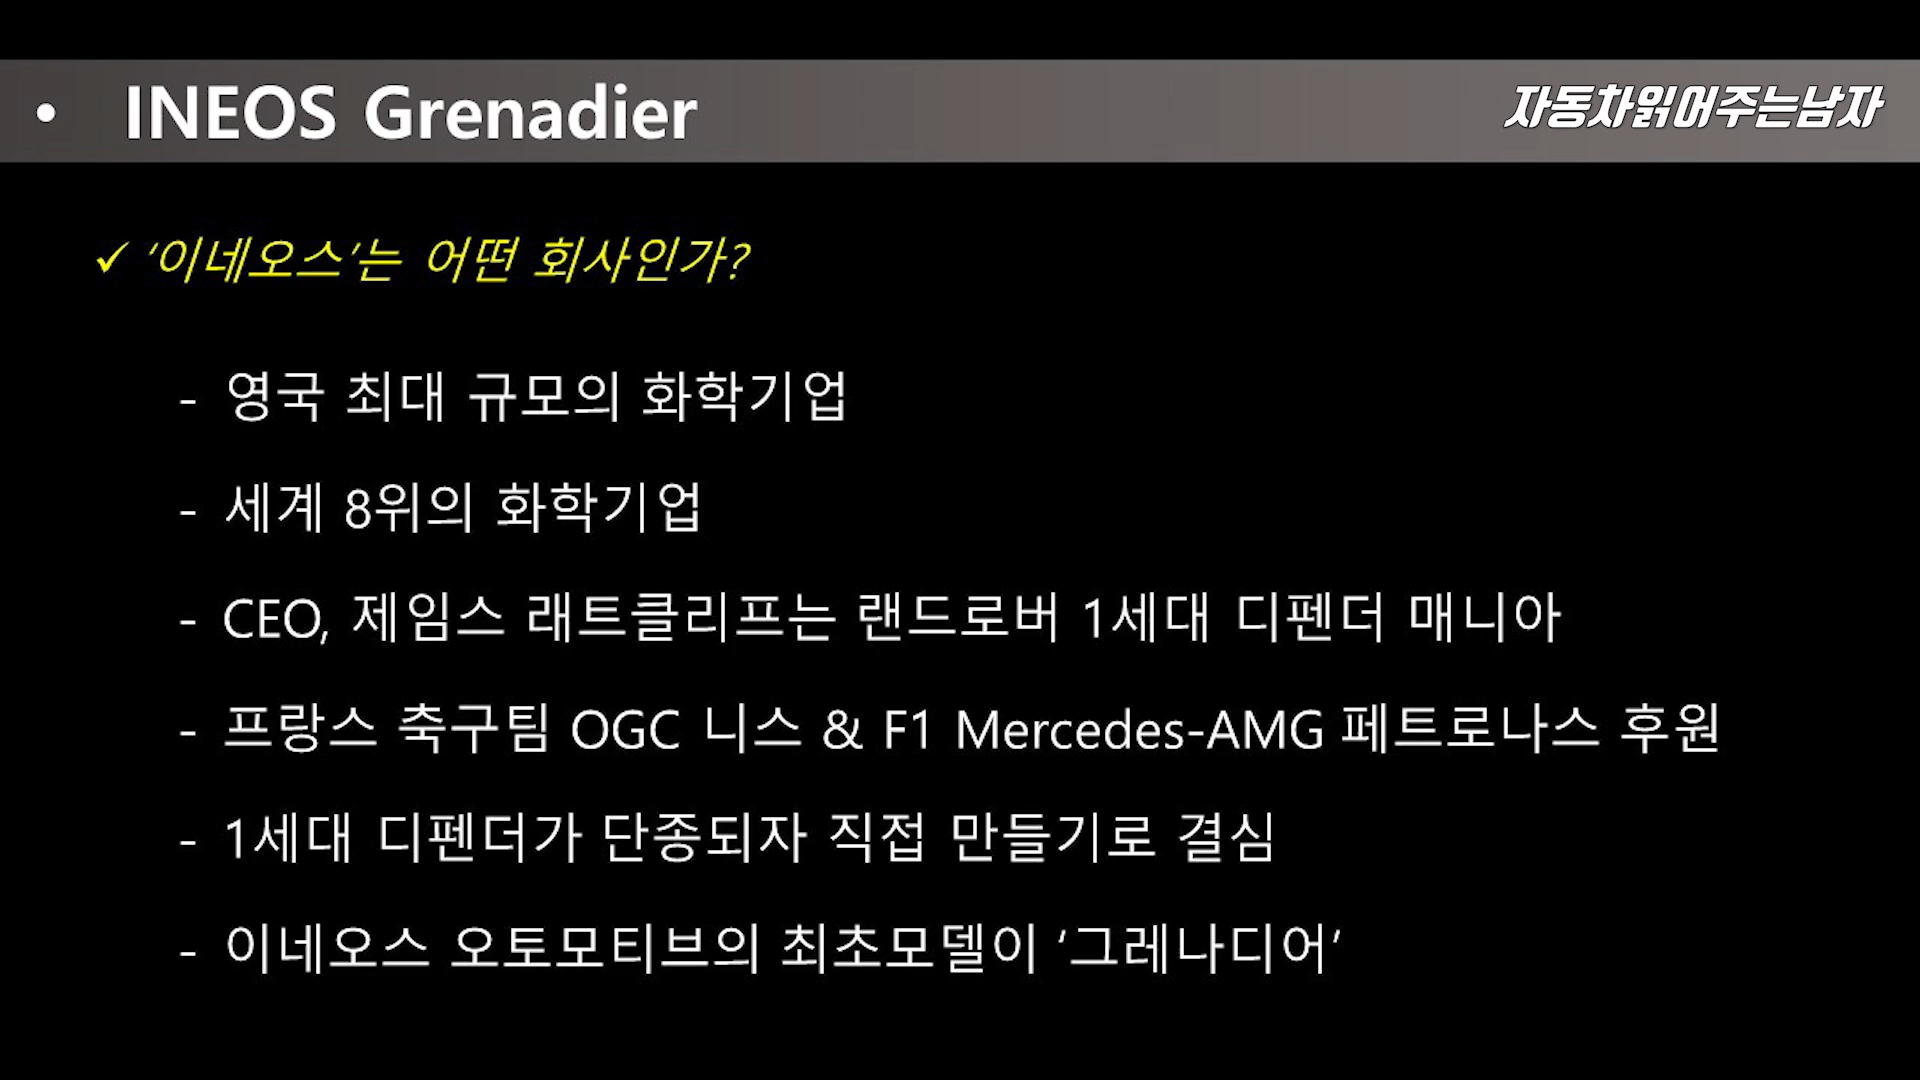 • INEOS Grenadier
자동차읽어주는남자
✓ '이네오스'는 어떤 회사인가?
- 영국 최대 규모의 화학기업
- 세계 8위의 화학기업
- CEO, 제임스 래트클리프는 랜드로버 1세대 디펜더 매니아
- 프랑스 축구팀 OGC 니스 & F1 Mercedes-AMG 페트로나스 후원
- 1세대 디펜더가 단종되자 직접 만들기로 결심
- 이네오스 오토모티브의 최초모델이 '그레나디어'